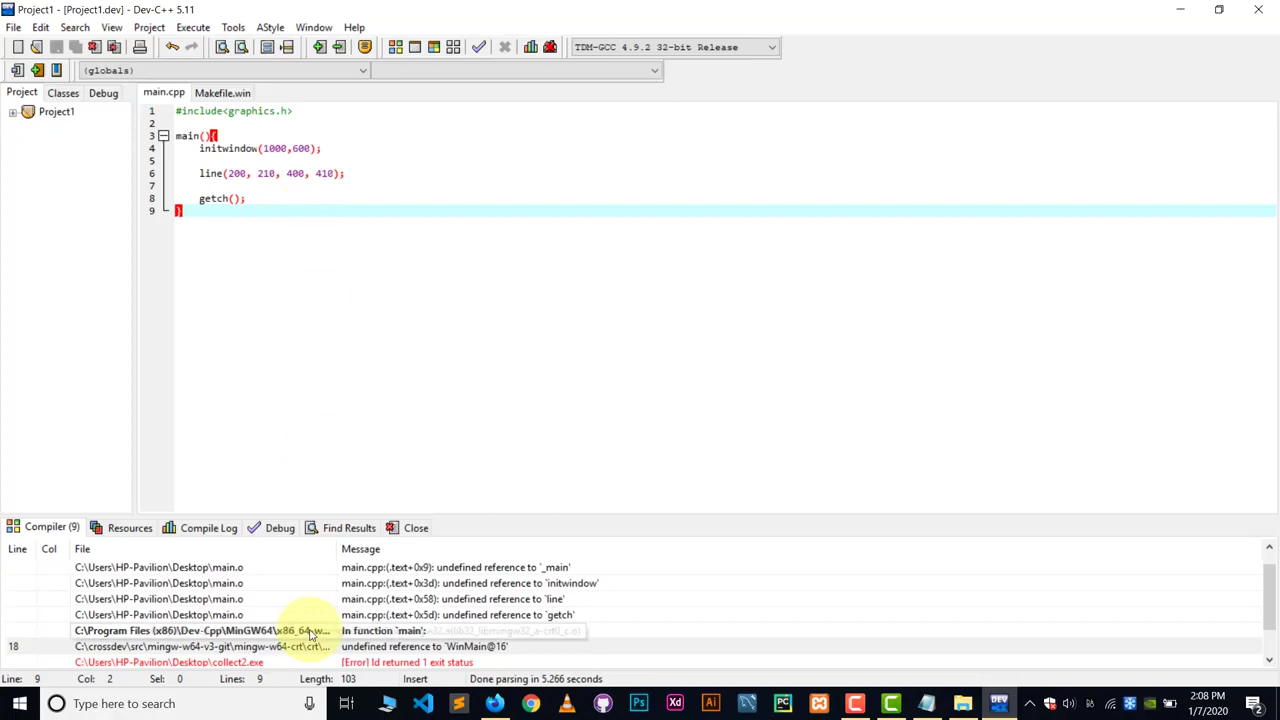 Project1 - [Project1.dev] - Dev-C++ 5.11
File Edit Search View Project Execute Tools AStyle Window Help
TDM-GCC 4.9.2 32-bit Release
(globals)
Project Classes Debug
main.cpp Makefile.win
Project1
1 #include<graphics.h>
2
3 main(){
4 initwindow(1000,600);
5
6 line(200, 210, 400, 410);
7
8 getch();
9 }
Compiler (9) Resources Compile Log Debug Find Results Close
Line Col File Message
C:\Users\HP-Pavilion\Desktop\main.o main.cpp:(.text+0x9): undefined reference to `_main'
C:\Users\HP-Pavilion\Desktop\main.o main.cpp:(.text+0x3d): undefined reference to `initwindow'
C:\Users\HP-Pavilion\Desktop\main.o main.cpp:(.text+0x58): undefined reference to `line'
C:\Users\HP-Pavilion\Desktop\main.o main.cpp:(.text+0x5d): undefined reference to `getch'
C:\Program Files (x86)\Dev-Cpp\MinGW64\x86_64-w... In function `main':
18 C:\crossdev\src\mingw-w64-v3-git\mingw-w64-crt\crt\... undefined reference to `WinMain@16'
C:\Users\HP-Pavilion\Desktop\collect2.exe [Error] ld returned 1 exit status
Line: 9 Col: 2 Sel: 0 Lines: 9 Length: 103 Insert Done parsing in 5.266 seconds
Type here to search
2:08 PM
1/7/2020
2